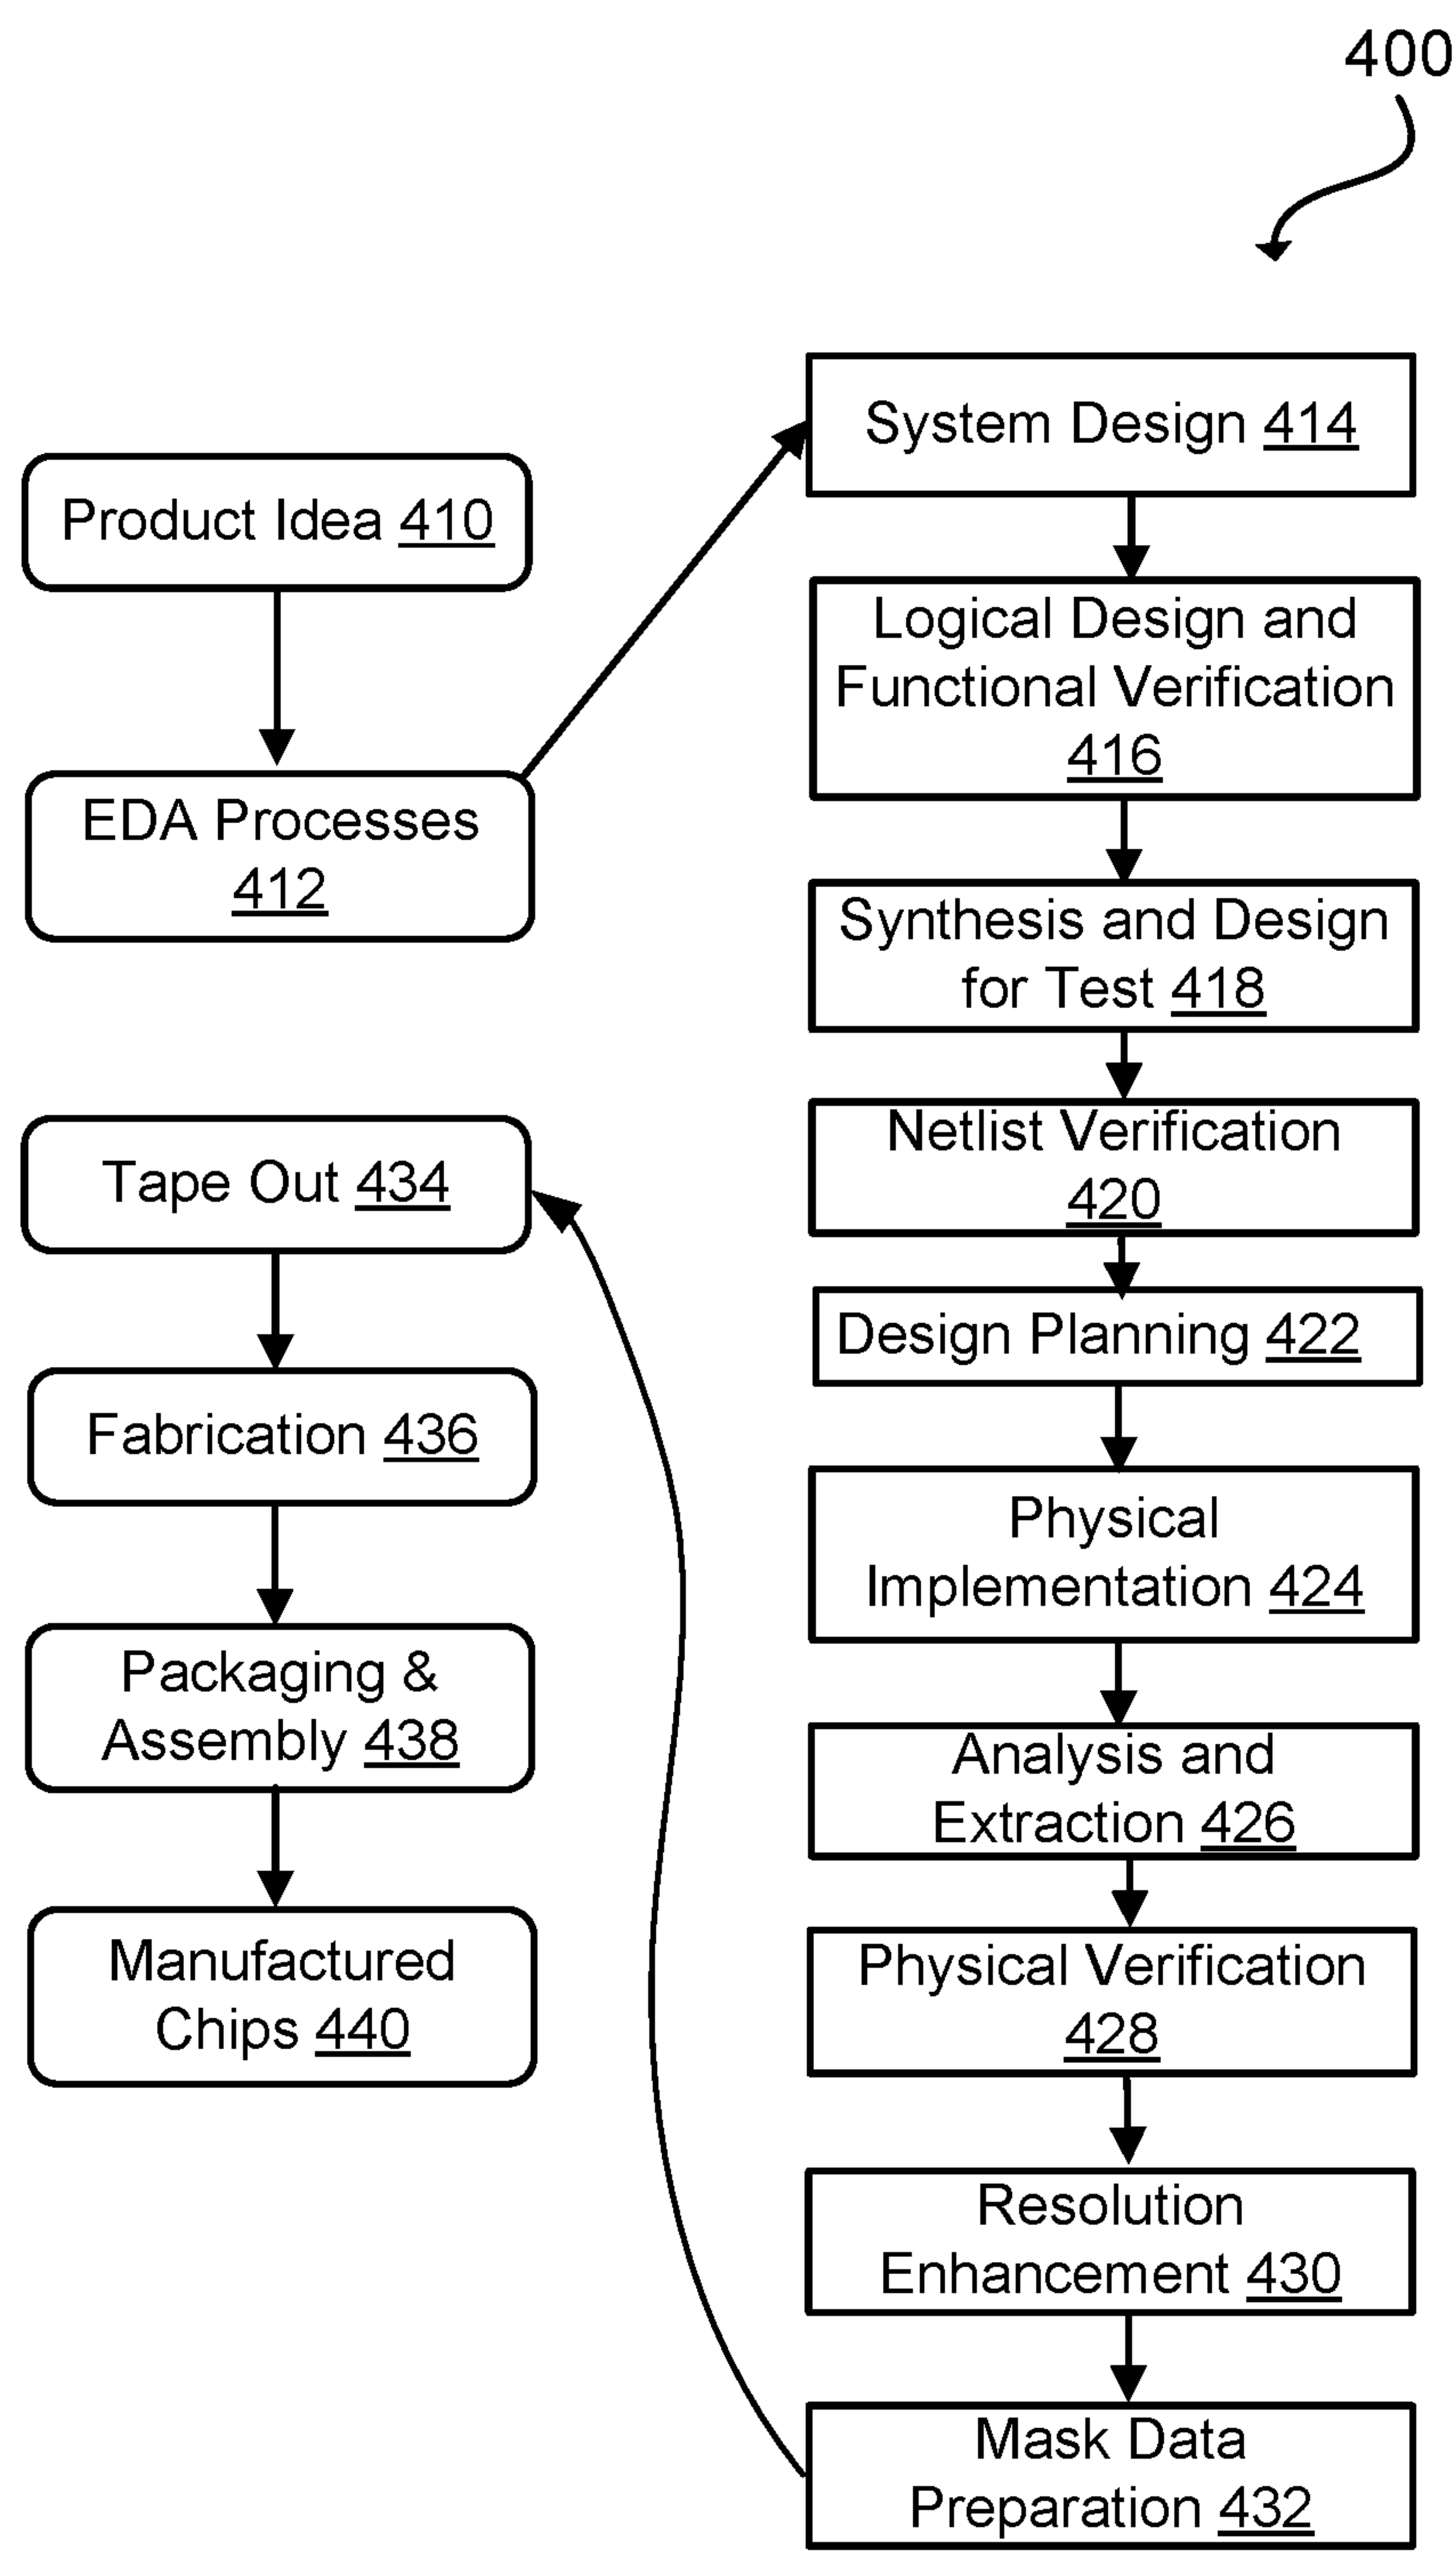 400
Product Idea 410
EDA Processes
412
System Design 414
Logical Design and
Functional Verification
416
Synthesis and Design
for Test 418
Netlist Verification
420
Design Planning 422
Physical
Implementation 424
Analysis and
Extraction 426
Physical Verification
428
Resolution
Enhancement 430
Mask Data
Preparation 432
Tape Out 434
Fabrication 436
Packaging &
Assembly 438
Manufactured
Chips 440